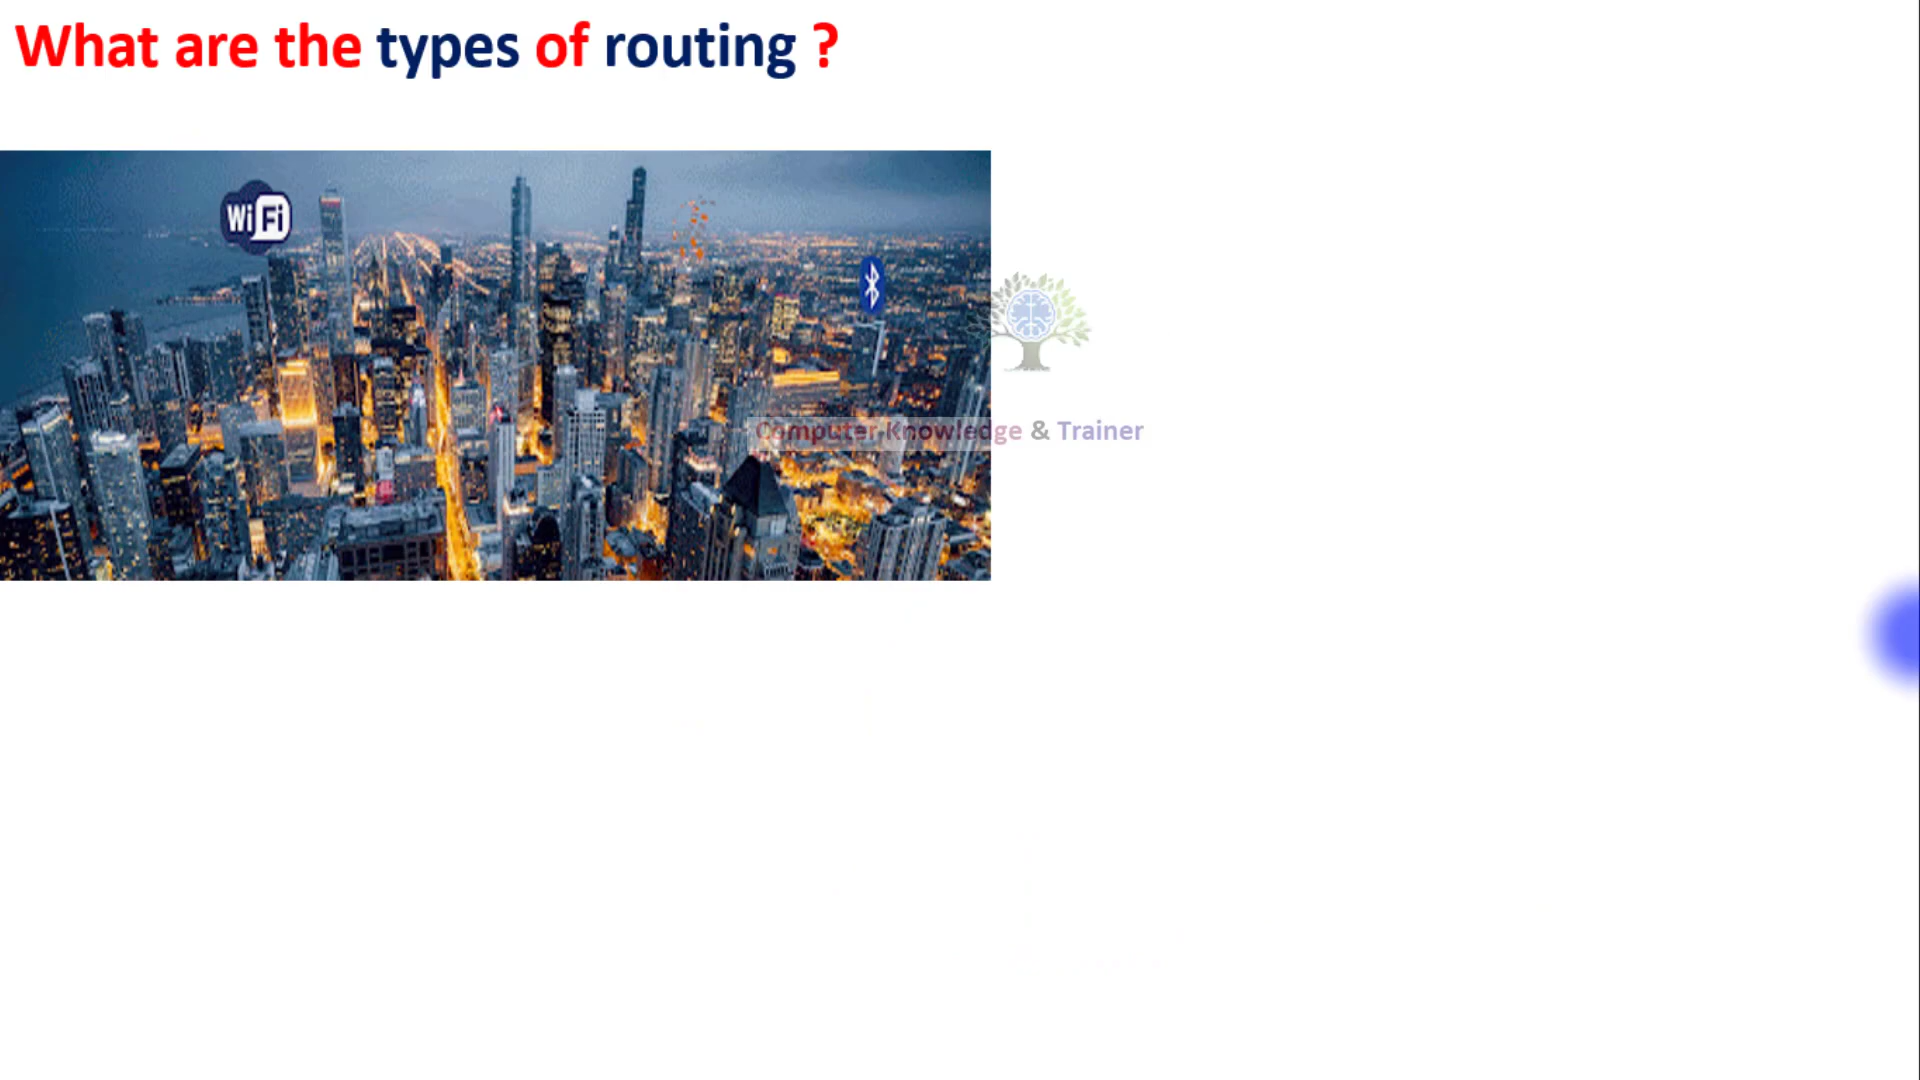 What are the types of routing ?
WiFi
Computer Knowledge & Trainer